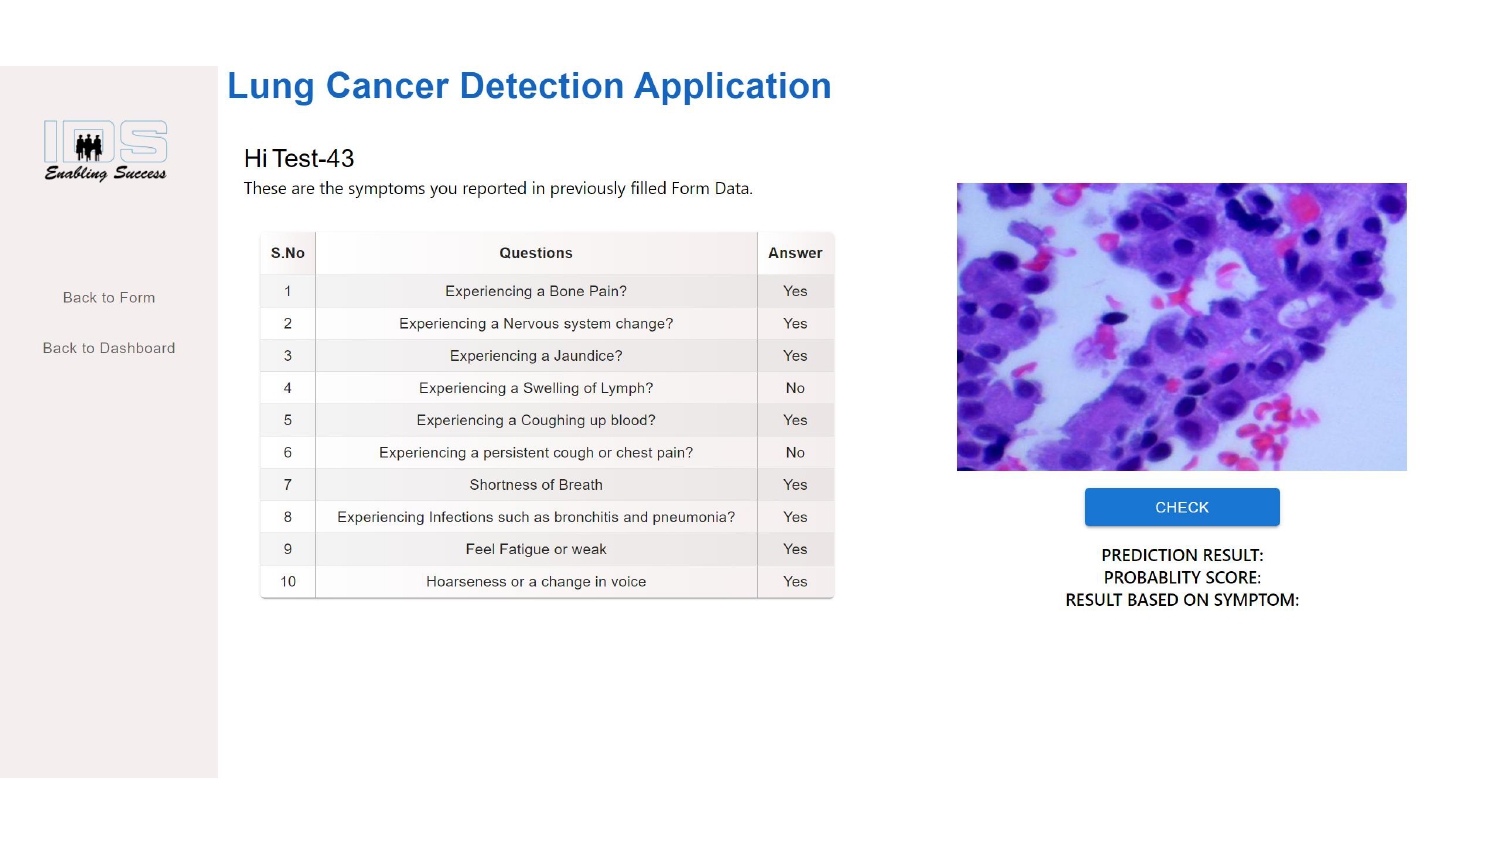 Lung Cancer Detection Application
IDS
Enabling Success
Back to Form
Back to Dashboard
Hi Test-43
These are the symptoms you reported in previously filled Form Data.
S.No Questions Answer
1 Experiencing a Bone Pain? Yes
2 Experiencing a Nervous system change? Yes
3 Experiencing a Jaundice? Yes
4 Experiencing a Swelling of Lymph? No
5 Experiencing a Coughing up blood? Yes
6 Experiencing a persistent cough or chest pain? No
7 Shortness of Breath Yes
8 Experiencing Infections such as bronchitis and pneumonia? Yes
9 Feel Fatigue or weak Yes
10 Hoarseness or a change in voice Yes
CHECK
PREDICTION RESULT:
PROBABLITY SCORE:
RESULT BASED ON SYMPTOM: